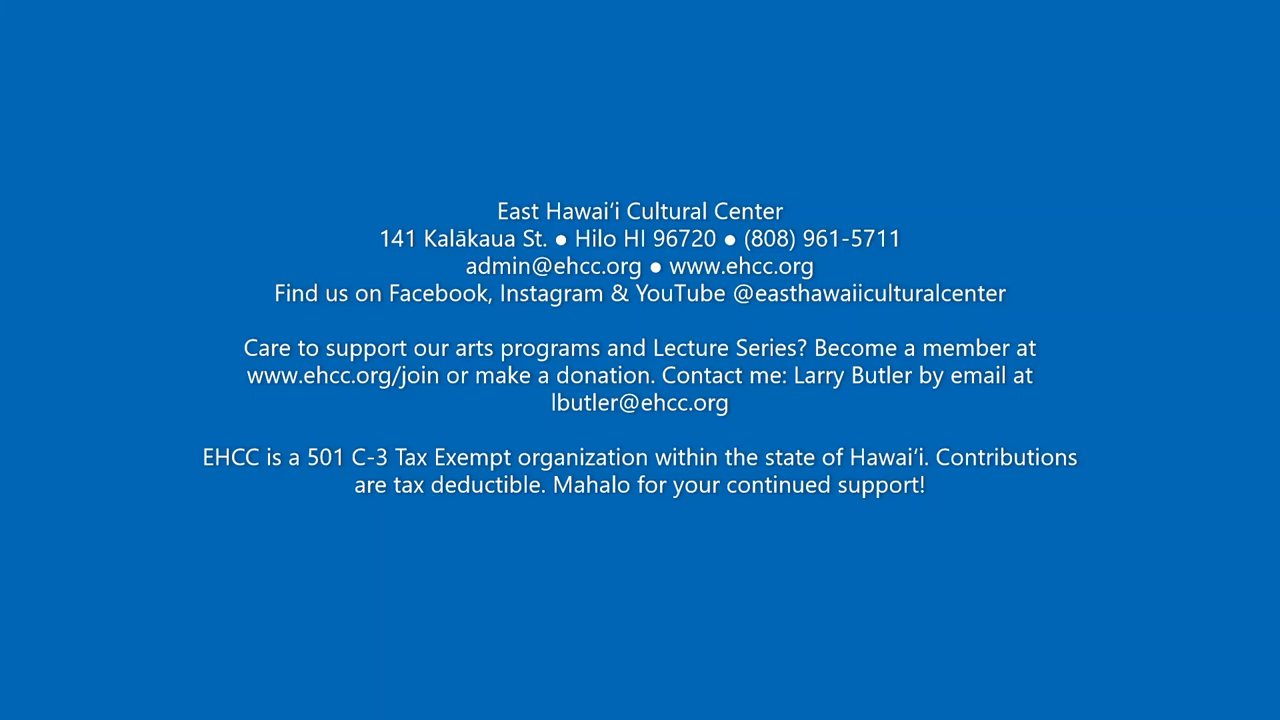 East Hawai‘i Cultural Center
141 Kalākaua St. ● Hilo HI 96720 ● (808) 961-5711
admin@ehcc.org ● www.ehcc.org
Find us on Facebook, Instagram & YouTube @easthawaiiculturalcenter
Care to support our arts programs and Lecture Series? Become a member at
www.ehcc.org/join or make a donation. Contact me: Larry Butler by email at
lbutler@ehcc.org
EHCC is a 501 C-3 Tax Exempt organization within the state of Hawai‘i. Contributions
are tax deductible. Mahalo for your continued support!